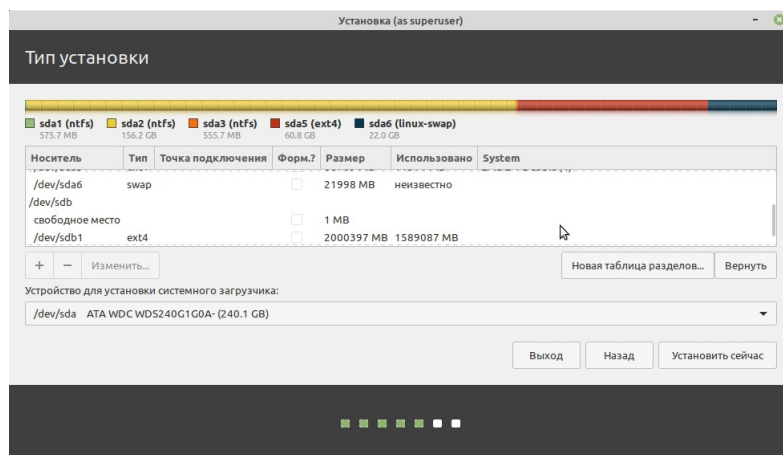 Установка (as superuser)
Тип установки
sda1 (ntfs) sda2 (ntfs) sda3 (ntfs) sda5 (ext4) sda6 (linux-swap)
575.7 MB 156.2 GB 555.7 MB 60.8 GB 22.0 GB
Носитель Тип Точка подключения Форм.? Размер Использовано System
/dev/sda6 swap 21998 MB неизвестно
/dev/sdb
свободное место 1 MB
/dev/sdb1 ext4 2000397 MB 1589087 MB
+ − Изменить... Новая таблица разделов... Вернуть
Устройство для установки системного загрузчика:
/dev/sda ATA WDC WDS240G1G0A- (240.1 GB)
Выход Назад Установить сейчас